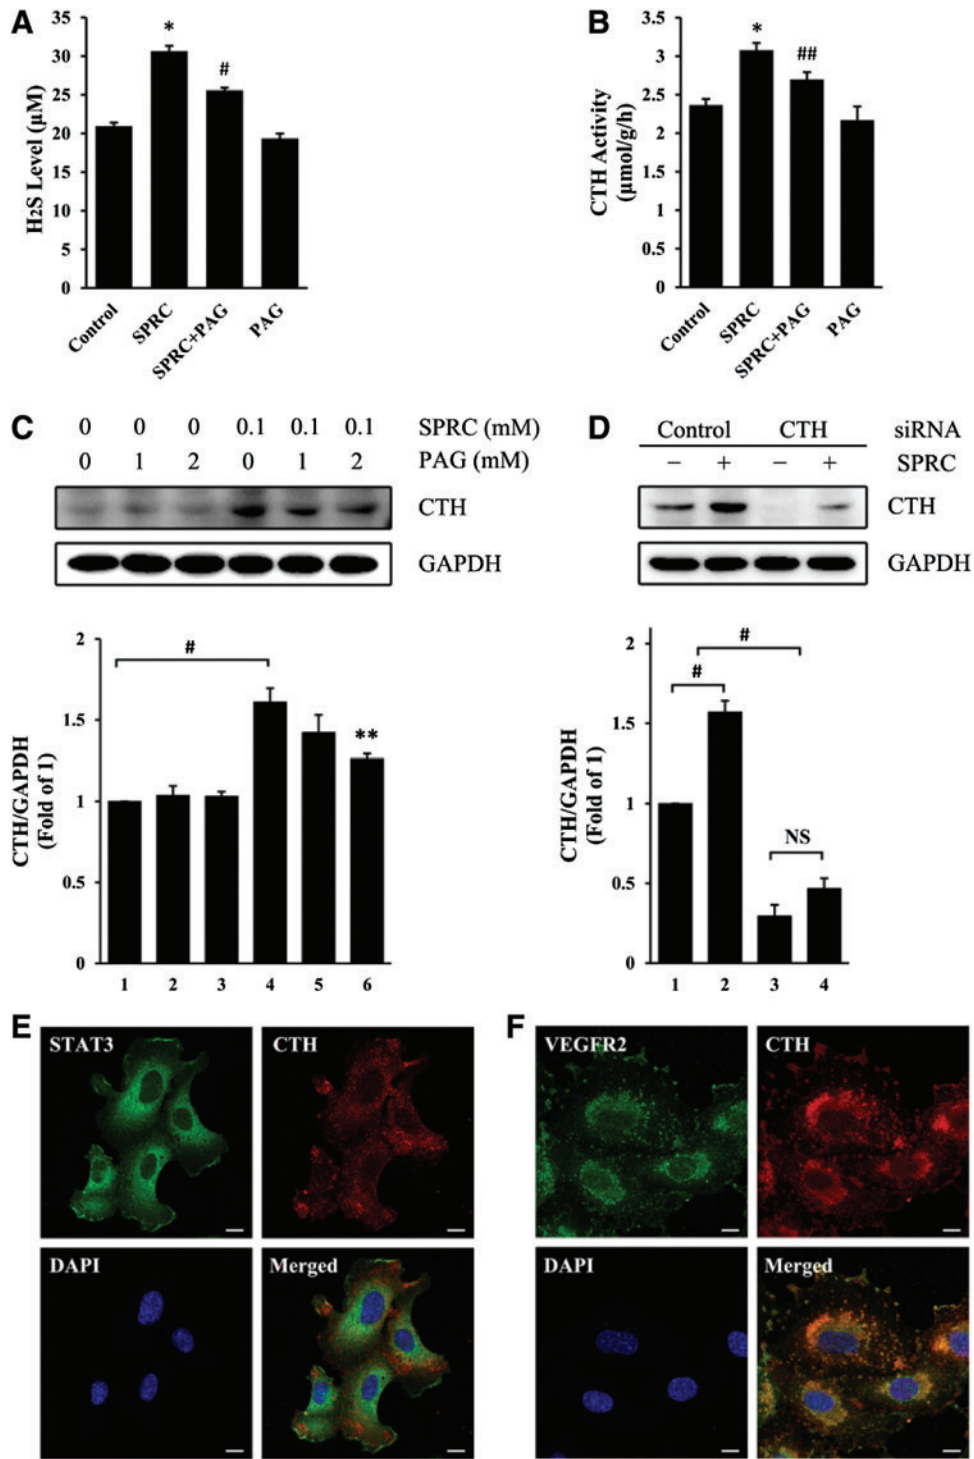 A
H2S Level (µM)
35
30
25
20
15
10
5
0
*
#
Control
SPRC
SPRC+PAG
PAG
B
CTH Activity
(µmol/g/h)
3.5
3
2.5
2
1.5
1
0.5
0
*
##
Control
SPRC
SPRC+PAG
PAG
C
0 0 0 0.1 0.1 0.1 SPRC (mM)
0 1 2 0 1 2 PAG (mM)
CTH
GAPDH
CTH/GAPDH
(Fold of 1)
2
1.5
1
0.5
0
#
**
1 2 3 4 5 6
D
Control CTH siRNA
− + − + SPRC
CTH
GAPDH
CTH/GAPDH
(Fold of 1)
2
1.5
1
0.5
0
#
#
NS
1 2 3 4
E
STAT3
CTH
DAPI
Merged
F
VEGFR2
CTH
DAPI
Merged